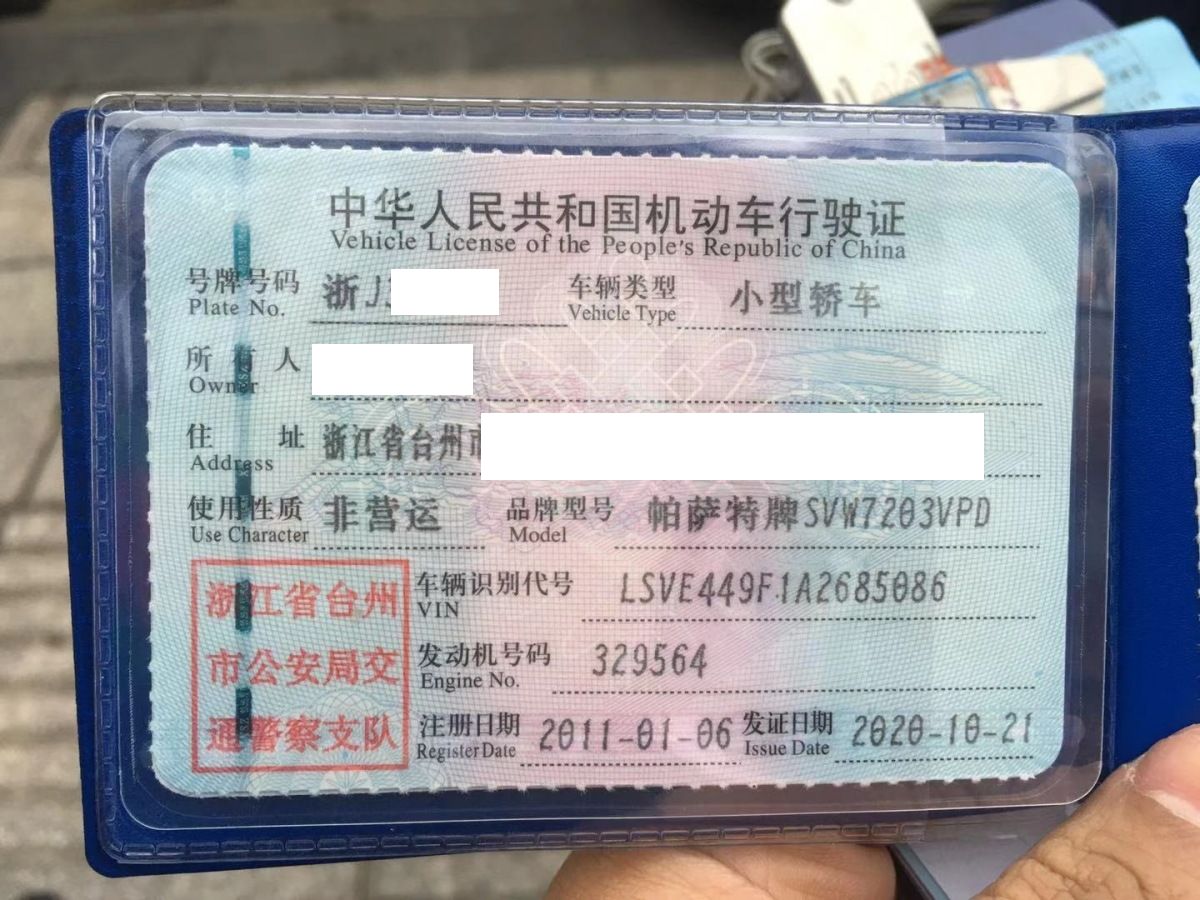 中华人民共和国机动车行驶证
Vehicle License of the People's Republic of China
号牌号码 浙J 车辆类型 小型轿车
Plate No. Vehicle Type
所有人
Owner
住址 浙江省台州市
Address
使用性质 非营运 品牌型号 帕萨特牌SVW7203VPD
Use Character Model
浙江省台州 车辆识别代号 LSVE449F1A2685086
VIN
市公安局交 发动机号码 329564
Engine No.
通警察支队 注册日期 2011-01-06 发证日期 2020-10-21
Register Date Issue Date